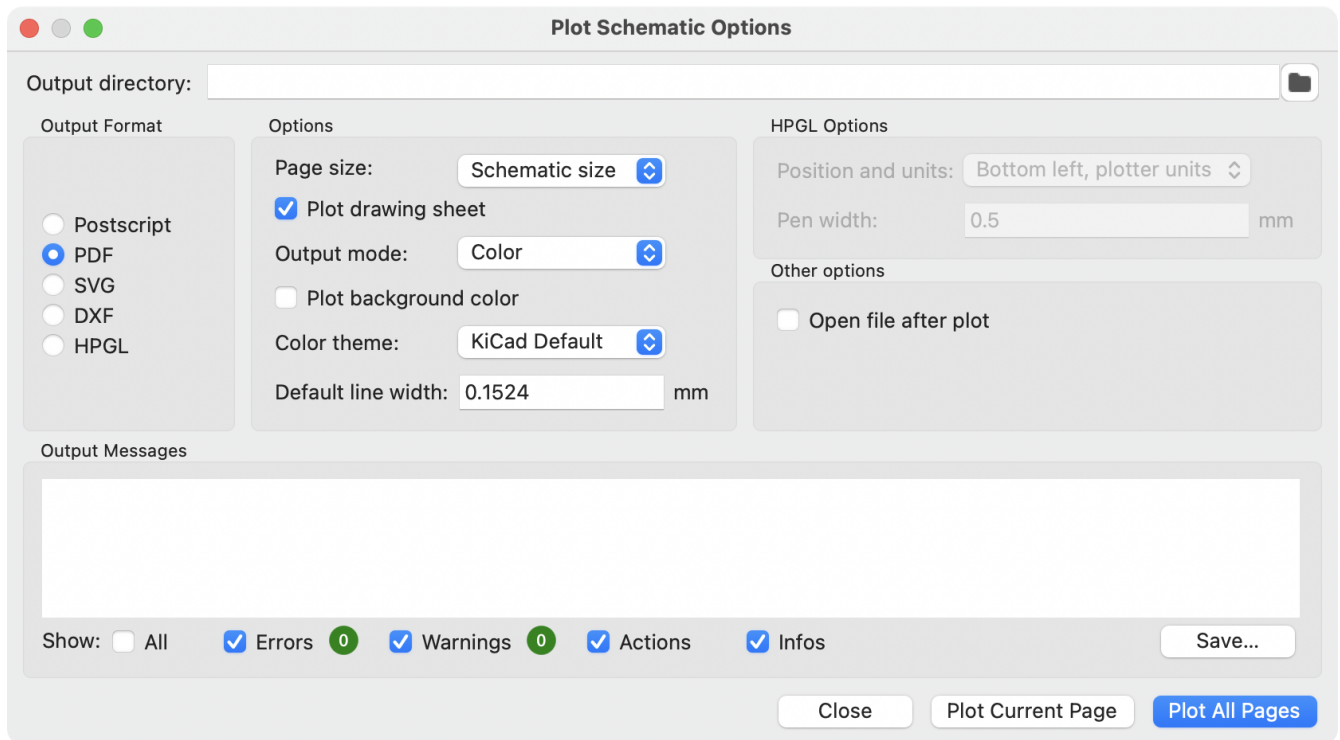 Plot Schematic Options
Output directory:
Output Format
Postscript
PDF
SVG
DXF
HPGL
Options
Page size: Schematic size
Plot drawing sheet
Output mode: Color
Plot background color
Color theme: KiCad Default
Default line width: 0.1524 mm
HPGL Options
Position and units: Bottom left, plotter units
Pen width: 0.5 mm
Other options
Open file after plot
Output Messages
Show: All Errors 0 Warnings 0 Actions Infos Save...
Close Plot Current Page Plot All Pages